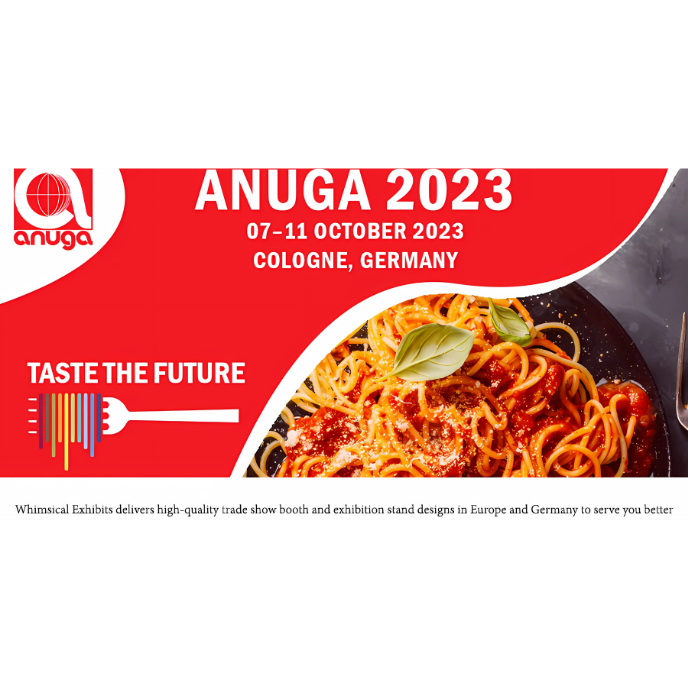 anuga
ANUGA 2023
07–11 OCTOBER 2023
COLOGNE, GERMANY
TASTE THE FUTURE
Whimsical Exhibits delivers high-quality trade show booth and exhibition stand designs in Europe and Germany to serve you better